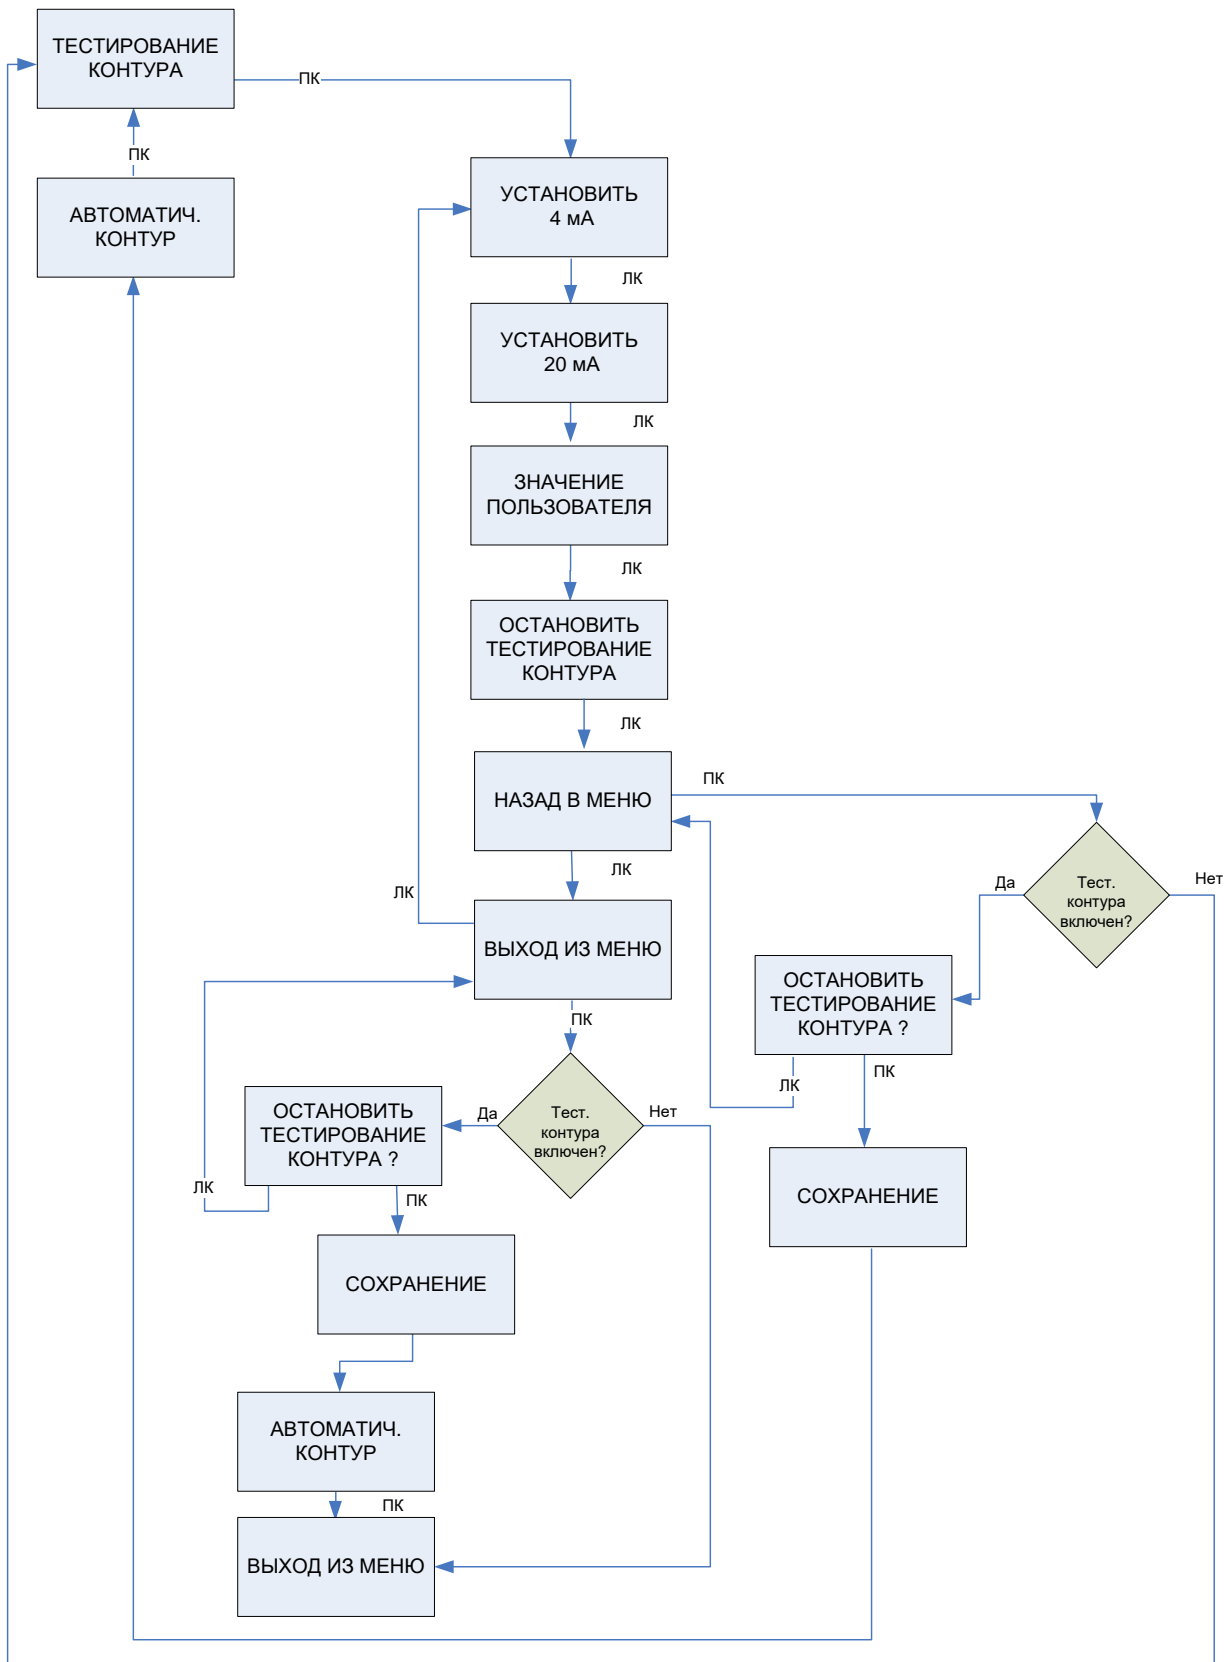 ТЕСТИРОВАНИЕ
КОНТУРА
ПК
ПК
АВТОМАТИЧ.
КОНТУР
УСТАНОВИТЬ
4 мА
ЛК
УСТАНОВИТЬ
20 мА
ЛК
ЗНАЧЕНИЕ
ПОЛЬЗОВАТЕЛЯ
ЛК
ОСТАНОВИТЬ
ТЕСТИРОВАНИЕ
КОНТУРА
ЛК
НАЗАД В МЕНЮ
ПК
ЛК
ЛК
Да
Тест.
контура
включен?
Нет
ВЫХОД ИЗ МЕНЮ
ОСТАНОВИТЬ
ТЕСТИРОВАНИЕ
КОНТУРА ?
ПК
ЛК
ПК
ОСТАНОВИТЬ
ТЕСТИРОВАНИЕ
КОНТУРА ?
Да
Тест.
контура
включен?
Нет
ЛК
ПК
СОХРАНЕНИЕ
СОХРАНЕНИЕ
АВТОМАТИЧ.
КОНТУР
ПК
ВЫХОД ИЗ МЕНЮ